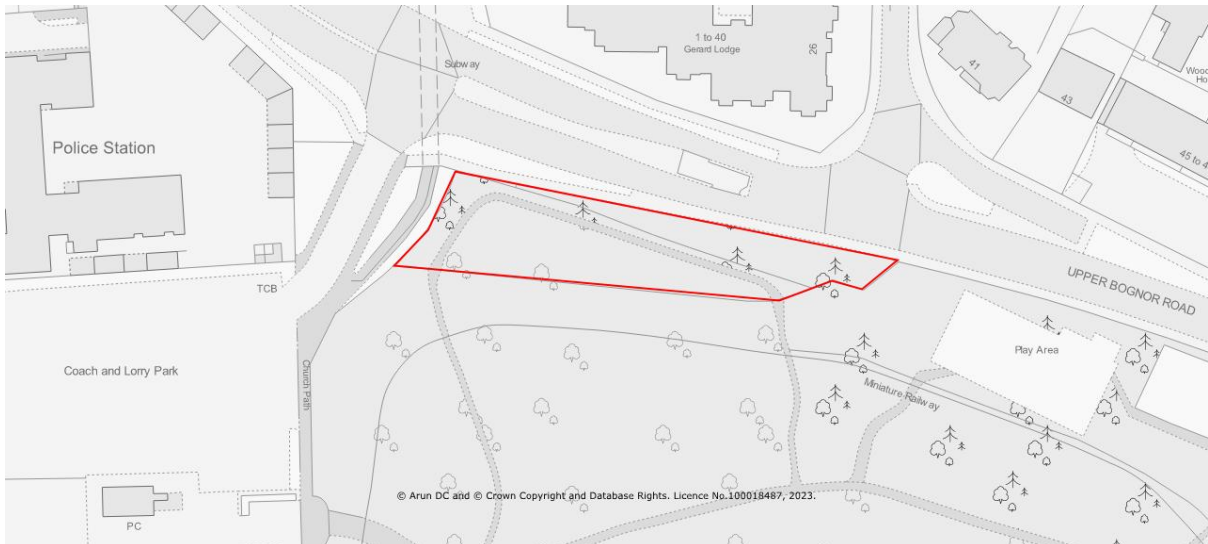 1 to 40
Gerard Lodge
26
41
43
45 to 4
Wood
Ho
Subway
Police Station
UPPER BOGNOR ROAD
TCB
Play Area
Coach and Lorry Park
Church Path
Miniature Railway
PC
© Arun DC and © Crown Copyright and Database Rights. Licence No.100018487, 2023.